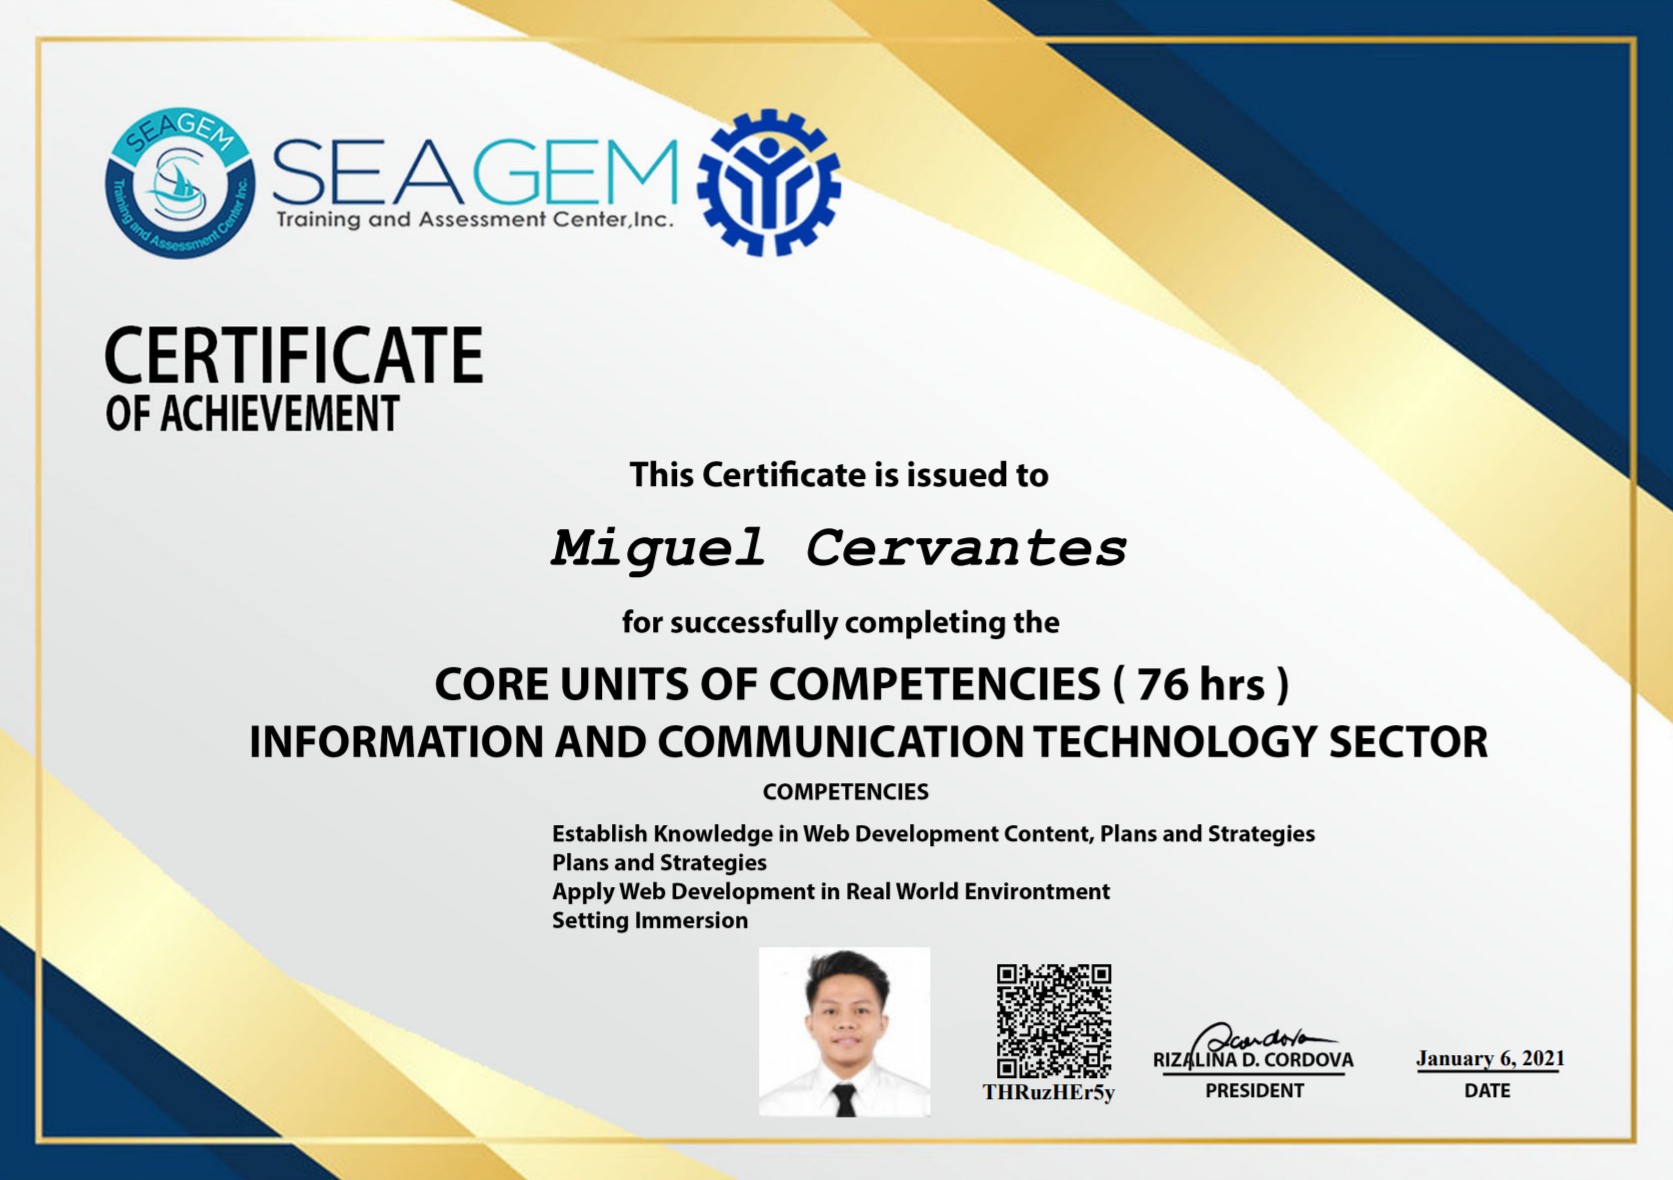 SEAGEM
Training and Assessment Center Inc.
SEAGEM
Training and Assessment Center,Inc.
CERTIFICATE
OF ACHIEVEMENT
This Certificate is issued to
Miguel Cervantes
for successfully completing the
CORE UNITS OF COMPETENCIES ( 76 hrs )
INFORMATION AND COMMUNICATION TECHNOLOGY SECTOR
COMPETENCIES
Establish Knowledge in Web Development Content, Plans and Strategies
Plans and Strategies
Apply Web Development in Real World Environtment
Setting Immersion
THRuzHEr5y
Rcordova
RIZALINA D. CORDOVA
PRESIDENT
January 6, 2021
DATE